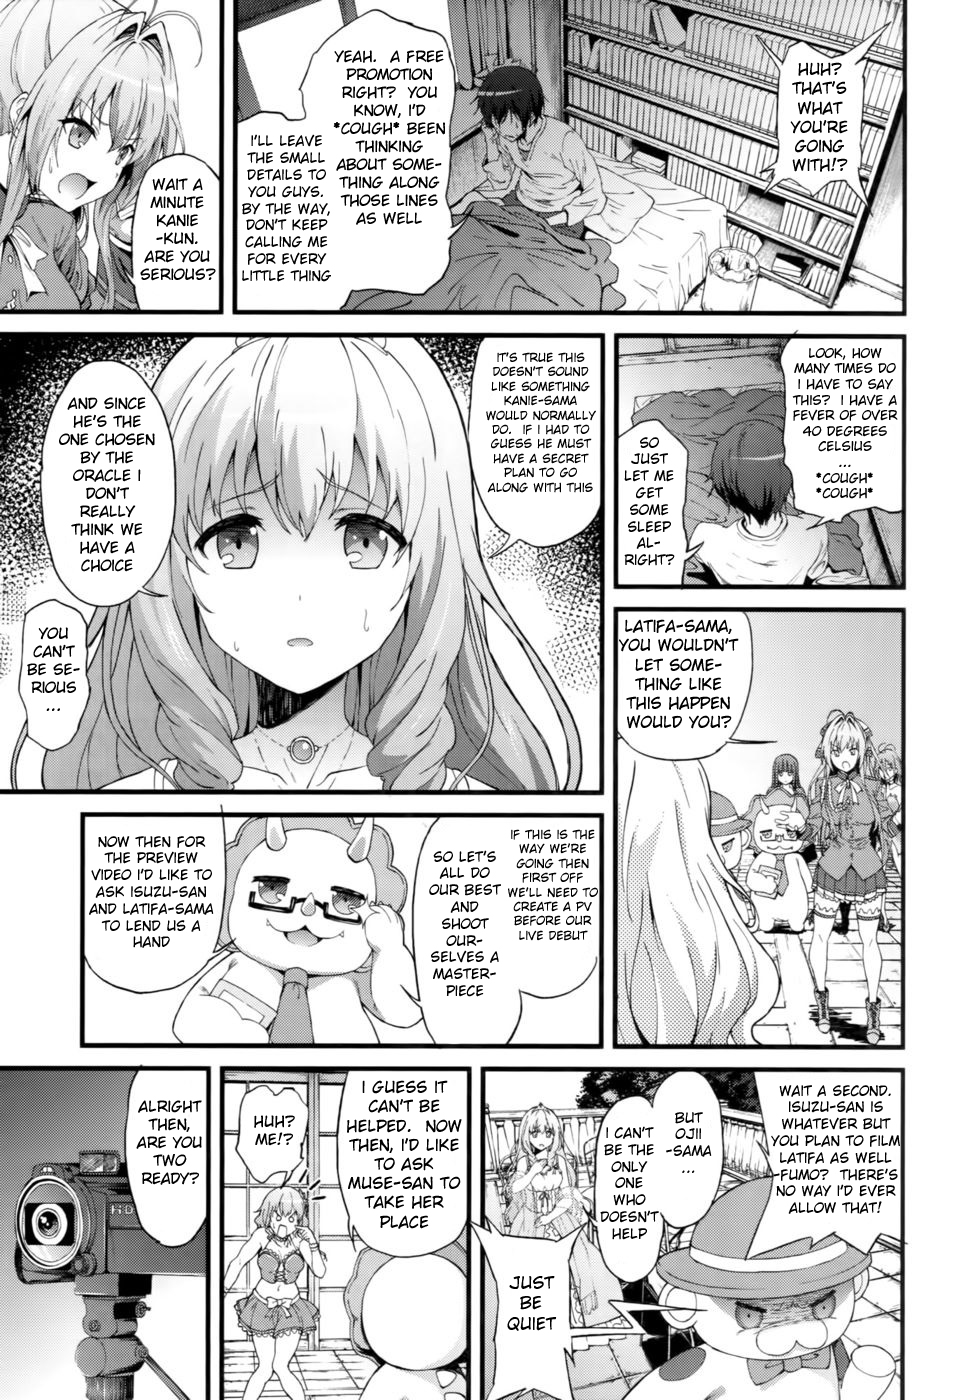 HUH?
THAT'S
WHAT
YOU'RE
GOING
WITH!?
YEAH. A FREE
PROMOTION
RIGHT? YOU
KNOW, I'D
*COUGH* BEEN
THINKING
ABOUT SOME-
THING ALONG
THOSE LINES
AS WELL
I'LL LEAVE
THE SMALL
DETAILS TO
YOU GUYS.
BY THE WAY,
DON'T KEEP
CALLING ME
FOR EVERY
LITTLE THING
WAIT A
MINUTE
KANIE
-KUN.
ARE YOU
SERIOUS?
LOOK, HOW
MANY TIMES DO
I HAVE TO SAY
THIS? I HAVE A
FEVER OF OVER
40 DEGREES
CELSIUS
...
*COUGH*
*COUGH*
SO
JUST
LET ME
GET
SOME
SLEEP
AL-
RIGHT?
IT'S TRUE THIS
DOESN'T SOUND
LIKE SOMETHING
KANIE-SAMA
WOULD NORMALLY
DO. IF I HAD TO
GUESS HE MUST
HAVE A SECRET
PLAN TO GO
ALONG WITH THIS
AND SINCE
HE'S THE
ONE CHOSEN
BY THE
ORACLE I
DON'T
REALLY
THINK WE
HAVE A
CHOICE
YOU
CAN'T
BE SE-
RIOUS
...
LATIFA-SAMA,
YOU WOULDN'T
LET SOME-
THING LIKE
THIS HAPPEN
WOULD YOU?
IF THIS IS THE
WAY WE'RE
GOING THEN
FIRST OFF
WE'LL NEED TO
CREATE A PV
BEFORE OUR
LIVE DEBUT
SO LET'S
ALL DO
OUR BEST
AND
SHOOT
OUR-
SELVES A
MASTER-
PIECE
NOW THEN FOR
THE PREVIEW
VIDEO I'D LIKE TO
ASK ISUZU-SAN
AND LATIFA-SAMA
TO LEND US A
HAND
WAIT A SECOND.
ISUZU-SAN IS
WHATEVER BUT
YOU PLAN TO FILM
LATIFA AS WELL
-FUMO? THERE'S
NO WAY I'D EVER
ALLOW THAT!
BUT
OJII
-SAMA
...
I CAN'T
BE THE
ONLY
ONE
WHO
DOESN'T
HELP
JUST
BE
QUIET
I GUESS IT
CAN'T BE
HELPED. NOW
THEN, I'D LIKE
TO ASK
MUSE-SAN TO
TAKE HER
PLACE
HUH?
ME!?
ALRIGHT
THEN,
ARE YOU
TWO
READY?
HD